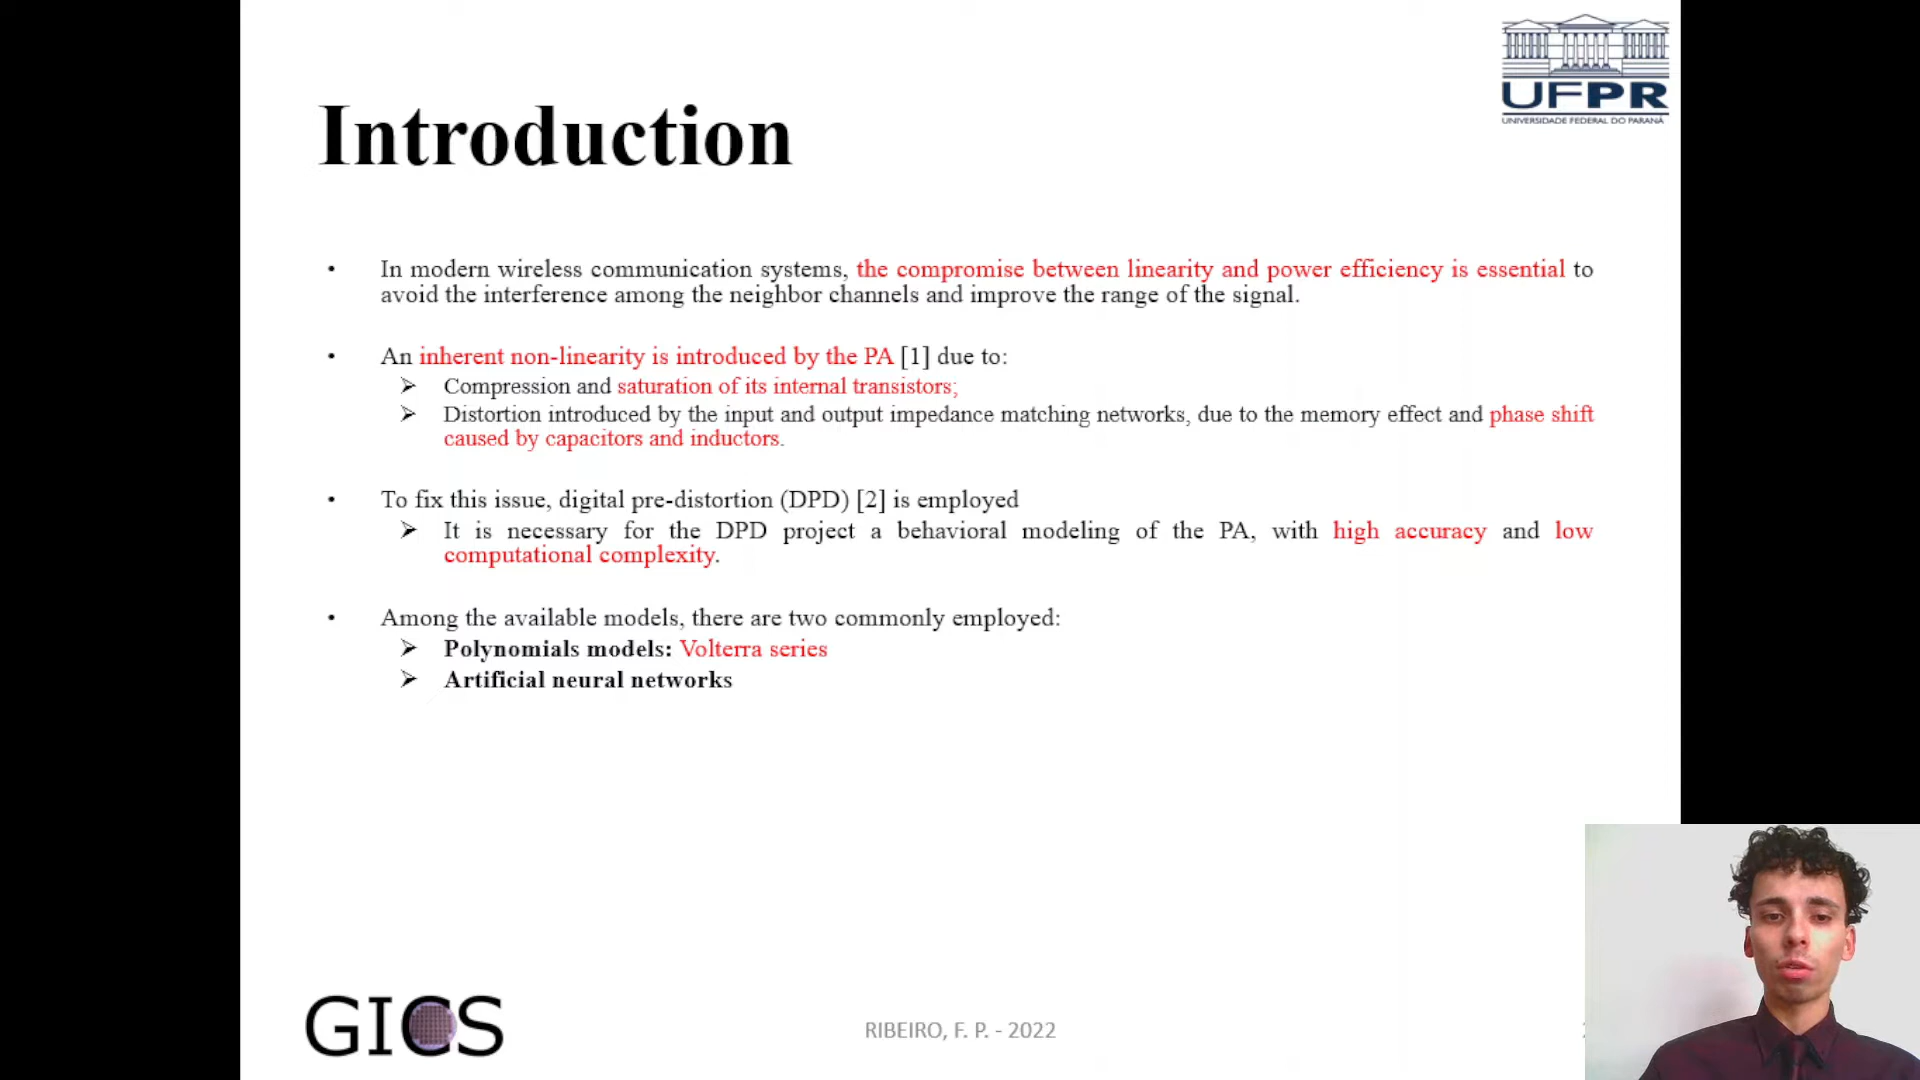 UFPR
UNIVERSIDADE FEDERAL DO PARANÁ
Introduction
• In modern wireless communication systems, the compromise between linearity and power efficiency is essential to
avoid the interference among the neighbor channels and improve the range of the signal.
• An inherent non-linearity is introduced by the PA [1] due to:
➢ Compression and saturation of its internal transistors;
➢ Distortion introduced by the input and output impedance matching networks, due to the memory effect and phase shift
caused by capacitors and inductors.
• To fix this issue, digital pre-distortion (DPD) [2] is employed
➢ It is necessary for the DPD project a behavioral modeling of the PA, with high accuracy and low
computational complexity.
• Among the available models, there are two commonly employed:
➢ Polynomials models: Volterra series
➢ Artificial neural networks
GICS
RIBEIRO, F. P. - 2022